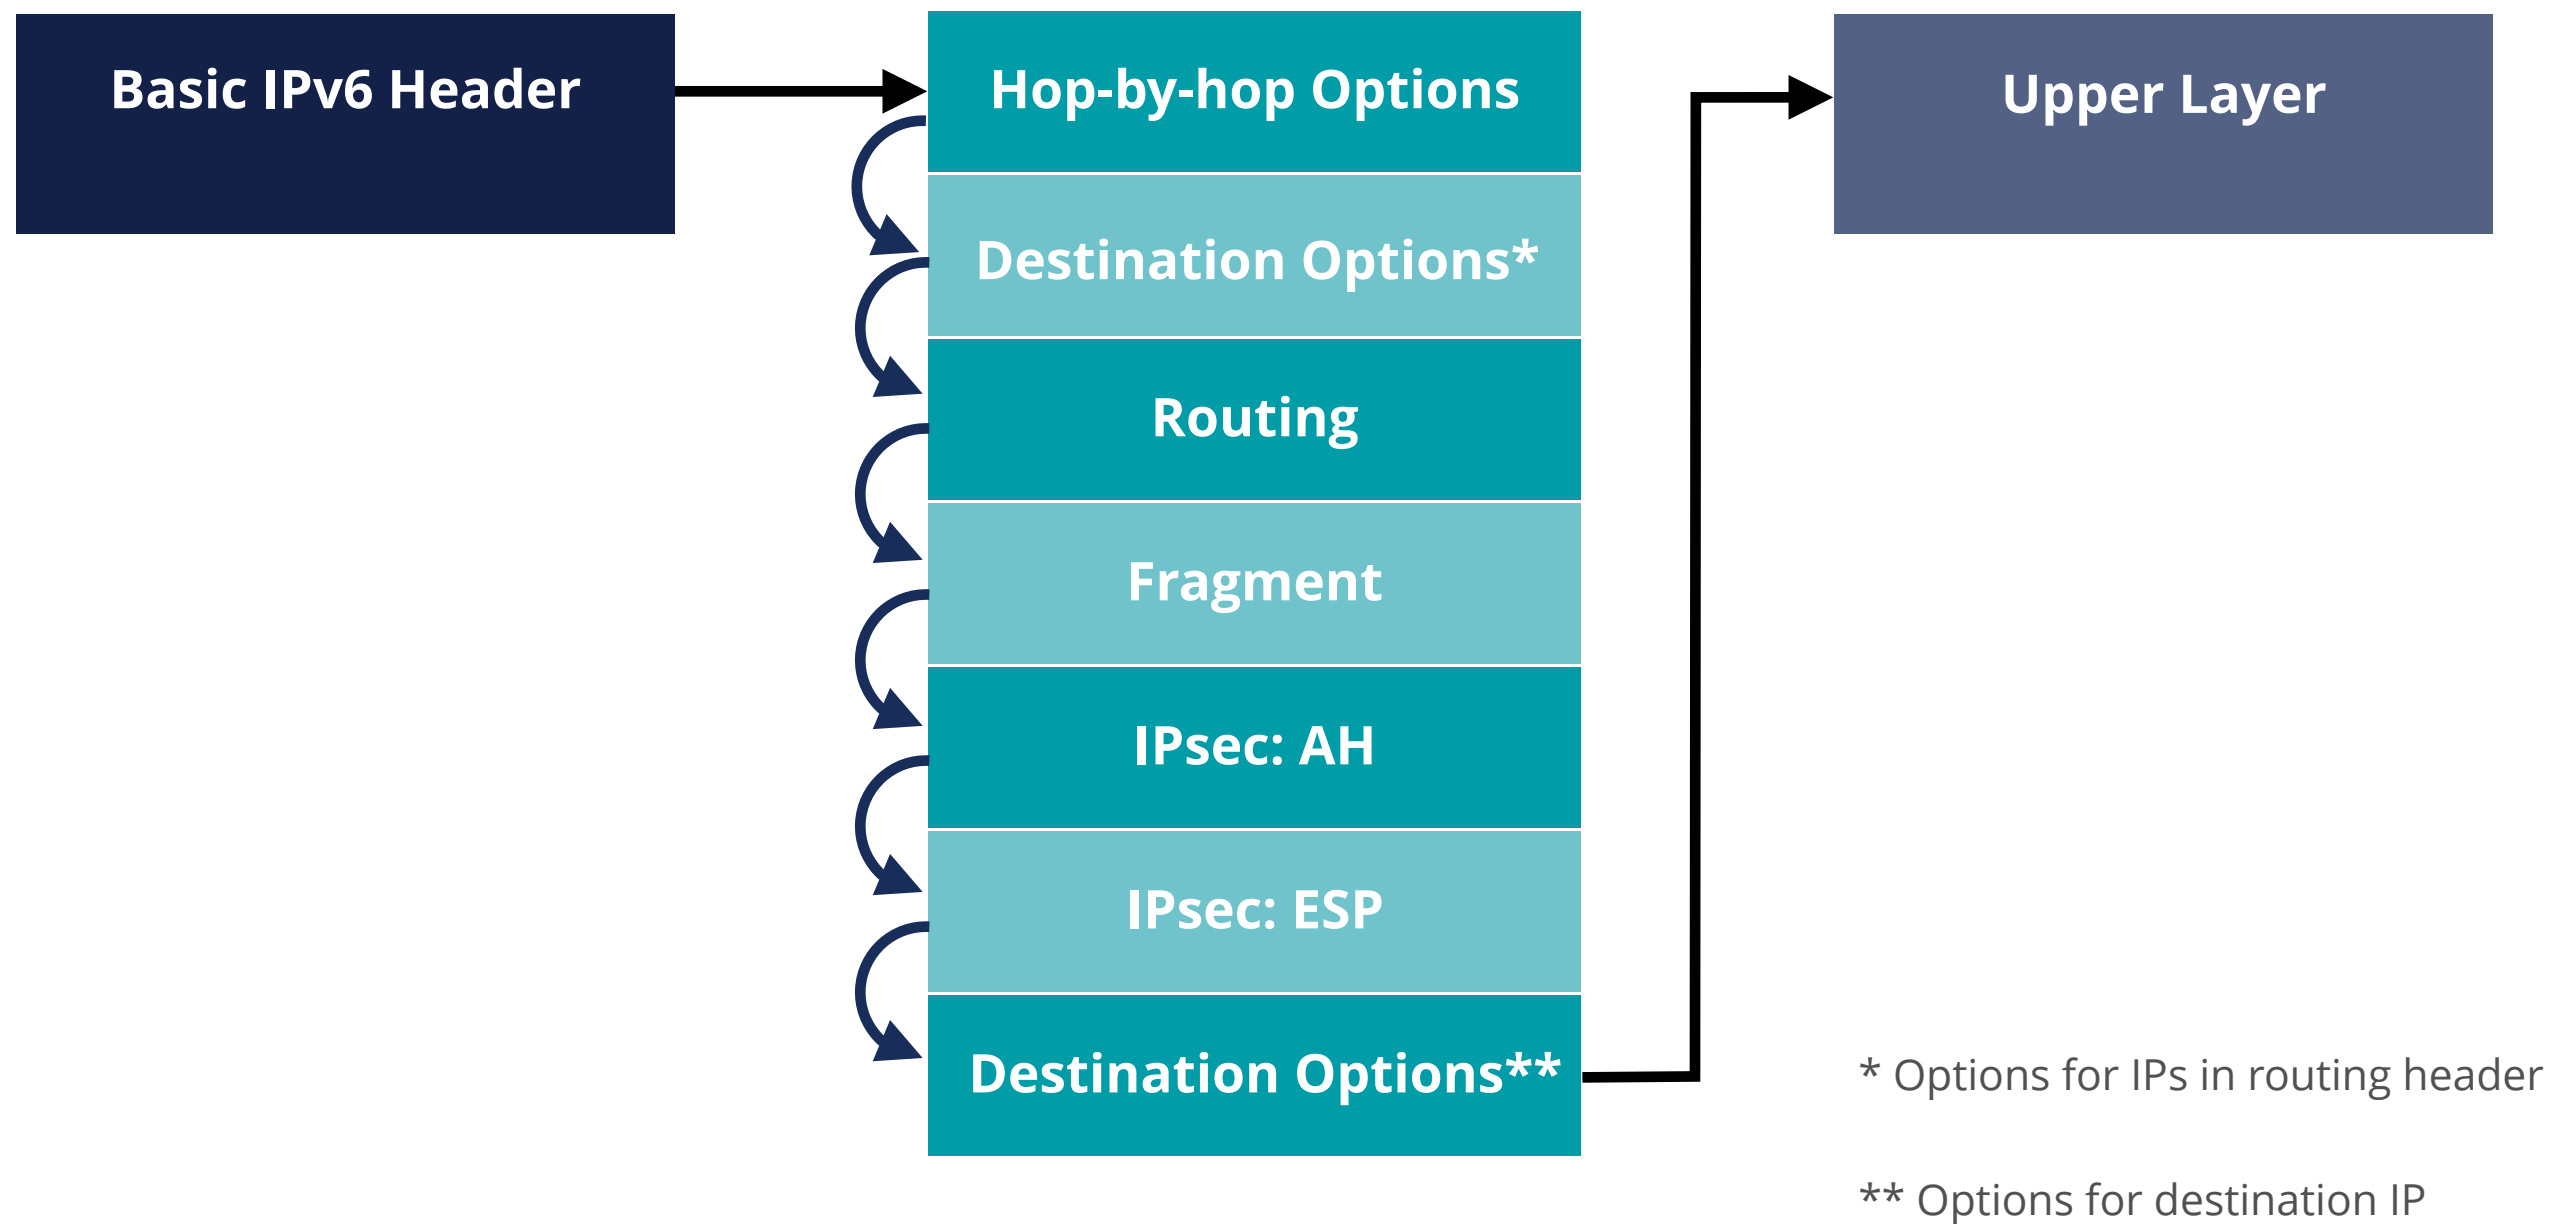 Basic IPv6 Header
Hop-by-hop Options
Destination Options*
Routing
Fragment
IPsec: AH
IPsec: ESP
Destination Options**
Upper Layer
* Options for IPs in routing header
** Options for destination IP